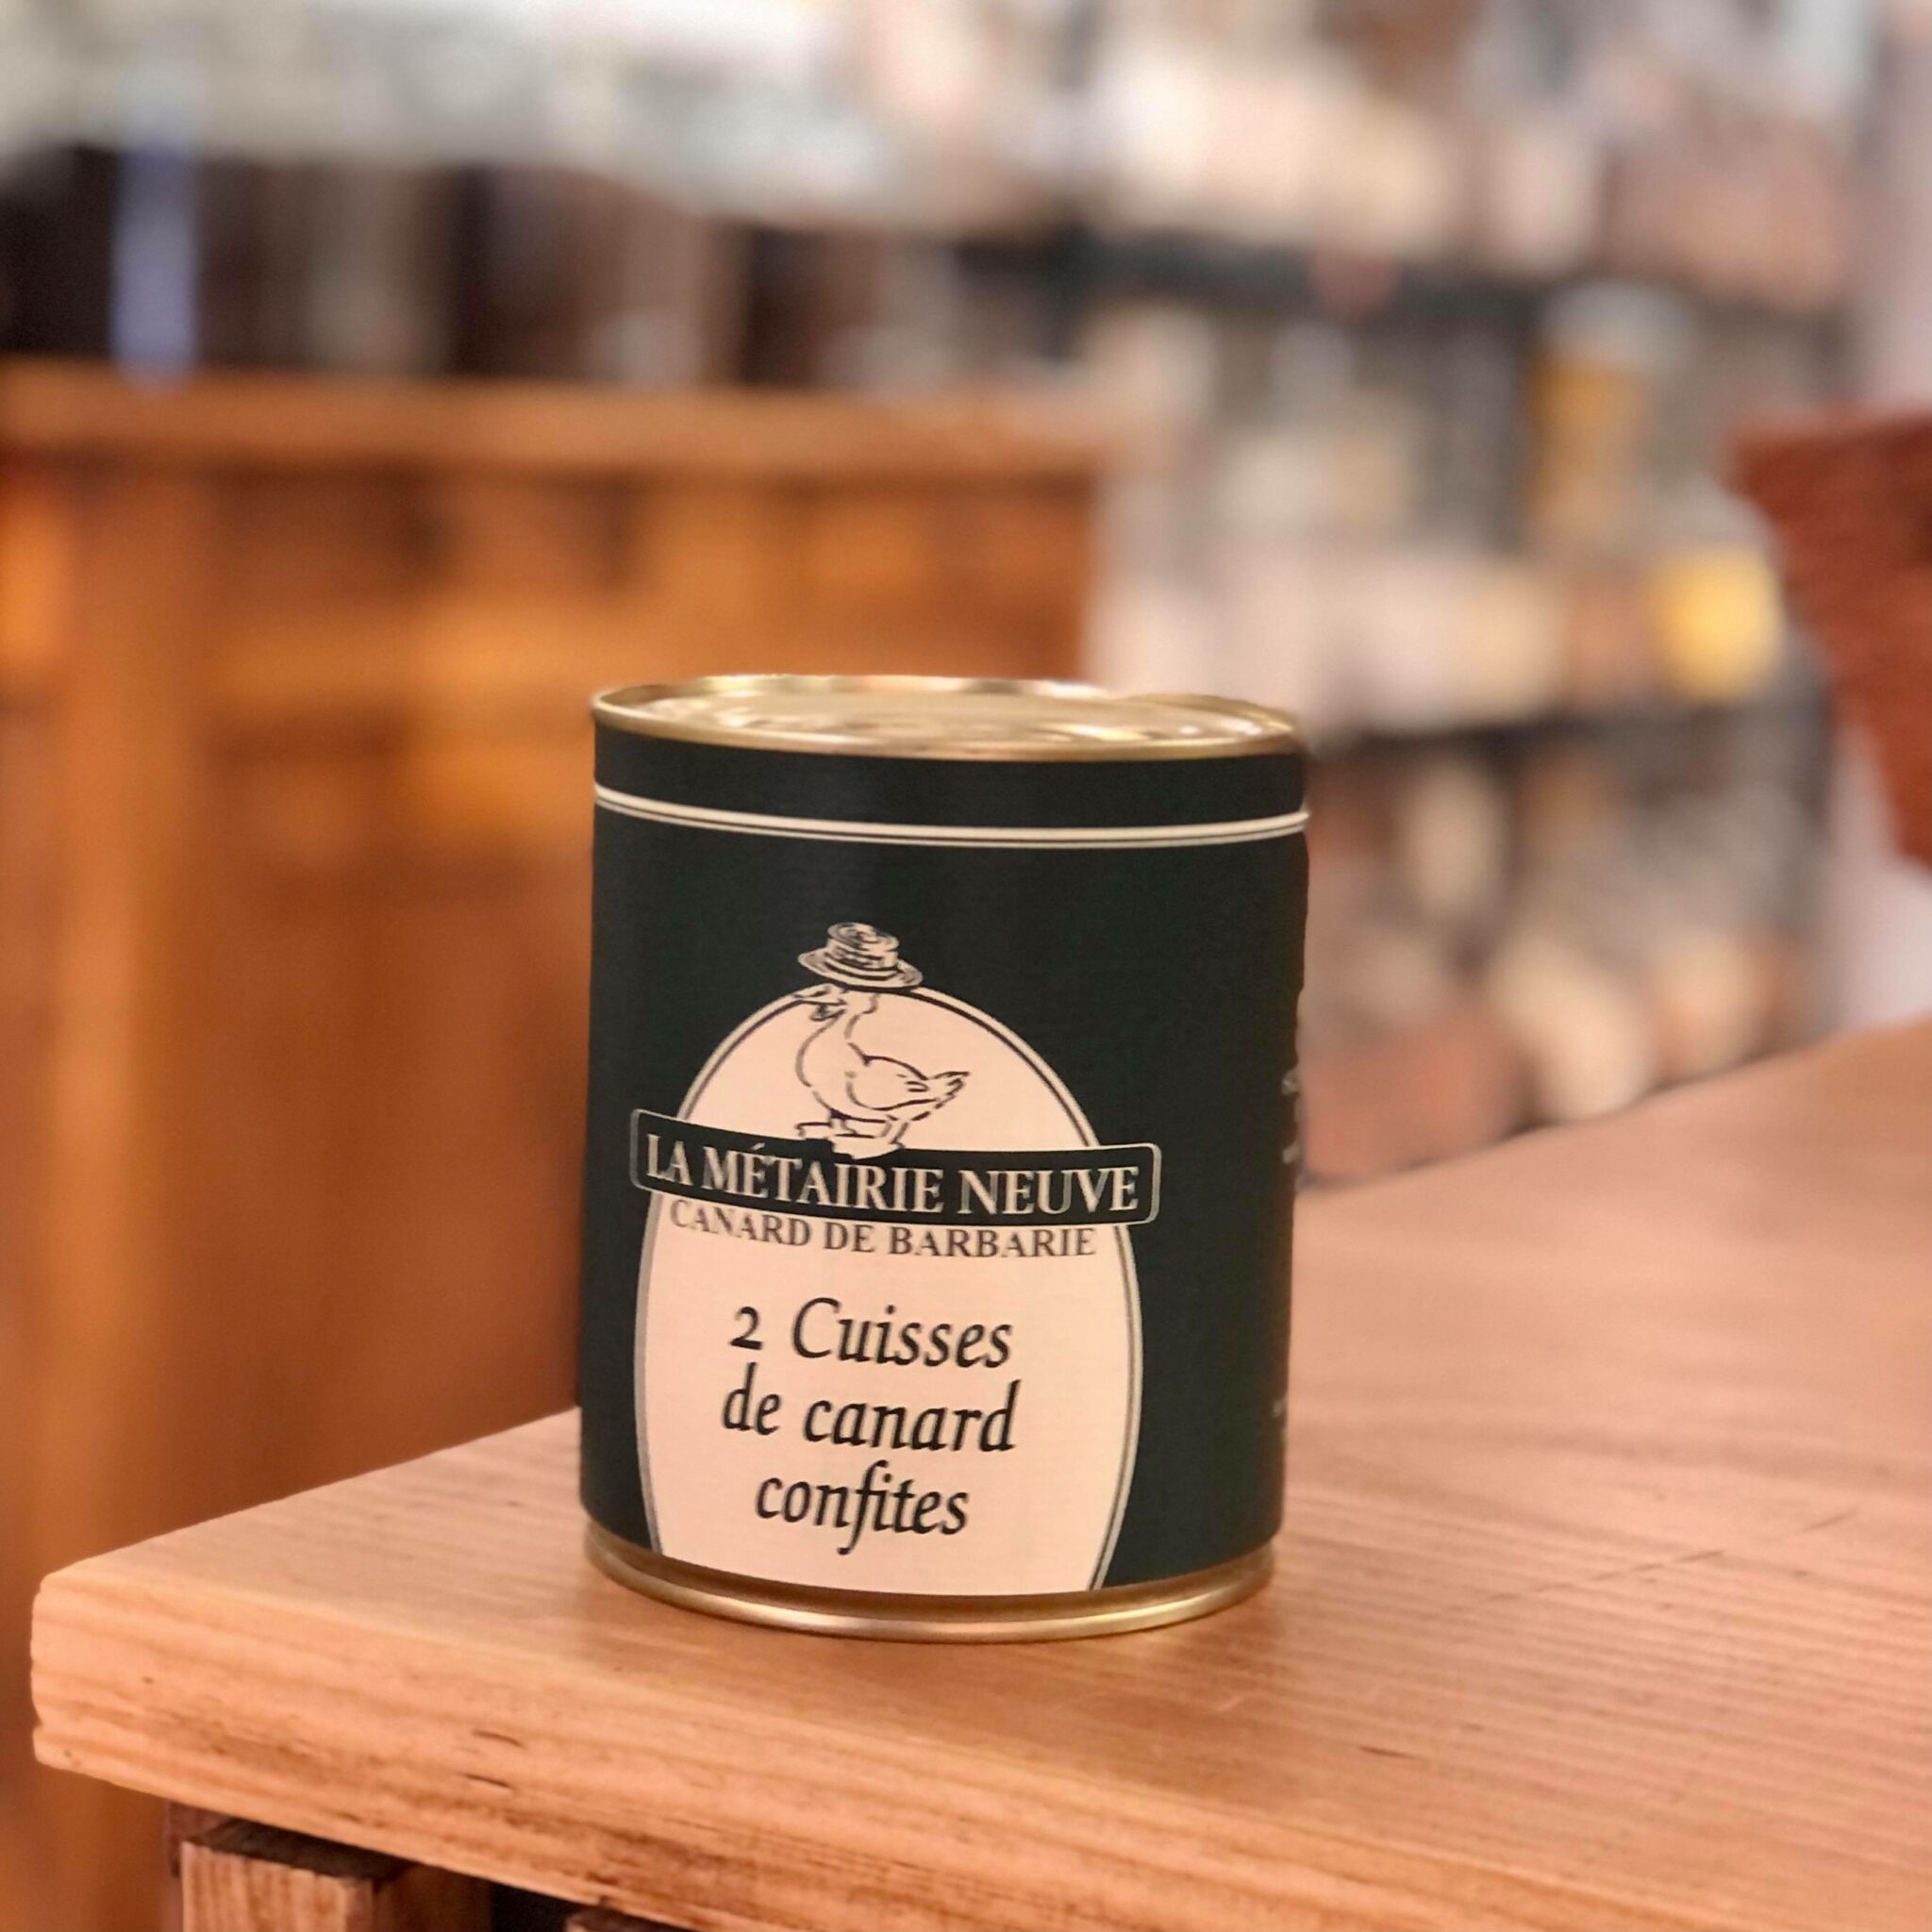 LA MÉTAIRIE NEUVE
CANARD DE BARBARIE
2 Cuisses
de canard
confites